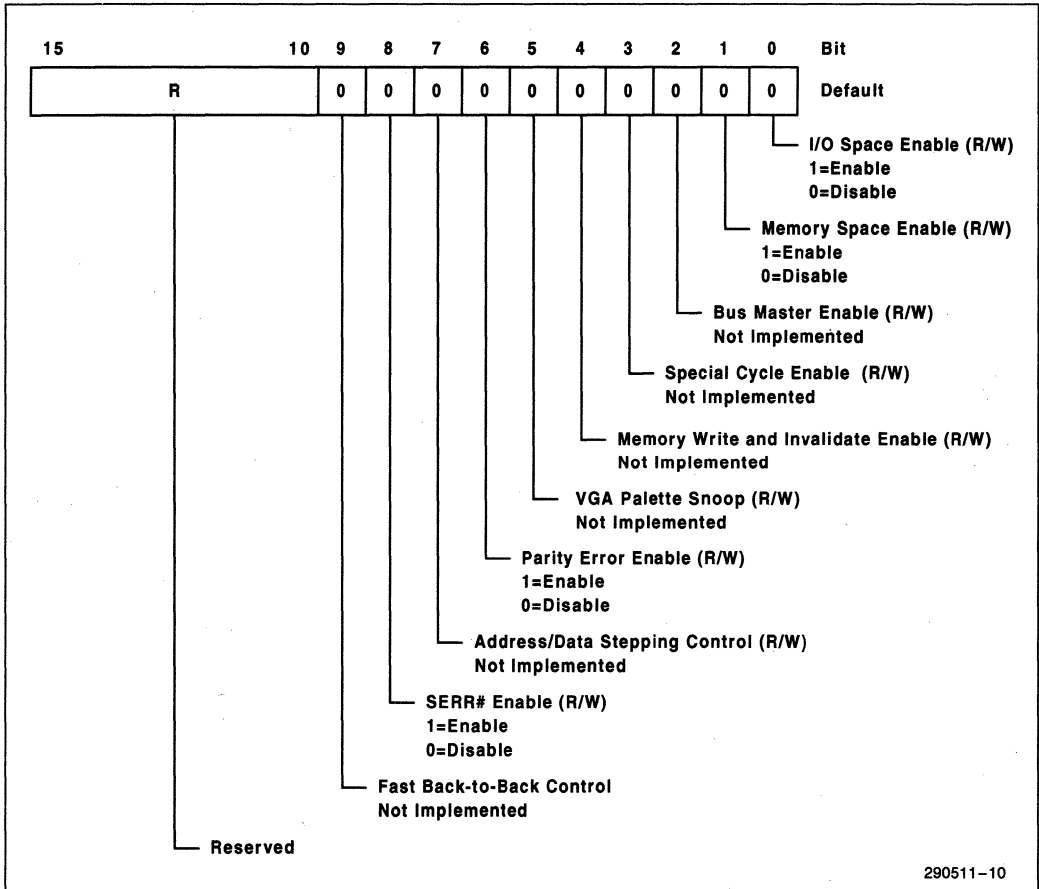 15 10 9 8 7 6 5 4 3 2 1 0 Bit
R 0 0 0 0 0 0 0 0 0 0 Default
I/O Space Enable (R/W)
1=Enable
0=Disable
Memory Space Enable (R/W)
1=Enable
0=Disable
Bus Master Enable (R/W)
Not Implemented
Special Cycle Enable (R/W)
Not Implemented
Memory Write and Invalidate Enable (R/W)
Not Implemented
VGA Palette Snoop (R/W)
Not Implemented
Parity Error Enable (R/W)
1=Enable
0=Disable
Address/Data Stepping Control (R/W)
Not Implemented
SERR# Enable (R/W)
1=Enable
0=Disable
Fast Back-to-Back Control
Not Implemented
Reserved
290511-10